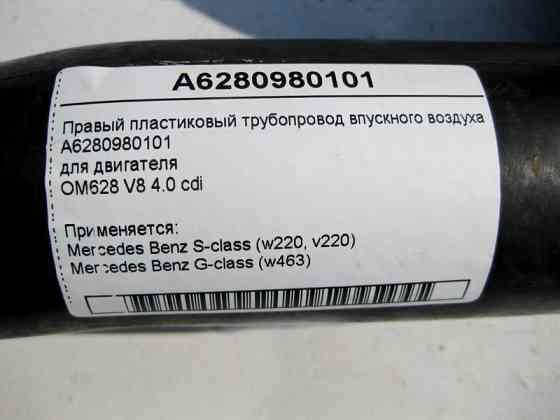 A6280980101
Правый пластиковый трубопровод впускного воздуха
A6280980101
для двигателя
OM628 V8 4.0 cdi
Применяется:
Mercedes Benz S-class (w220, v220)
Mercedes Benz G-class (w463)